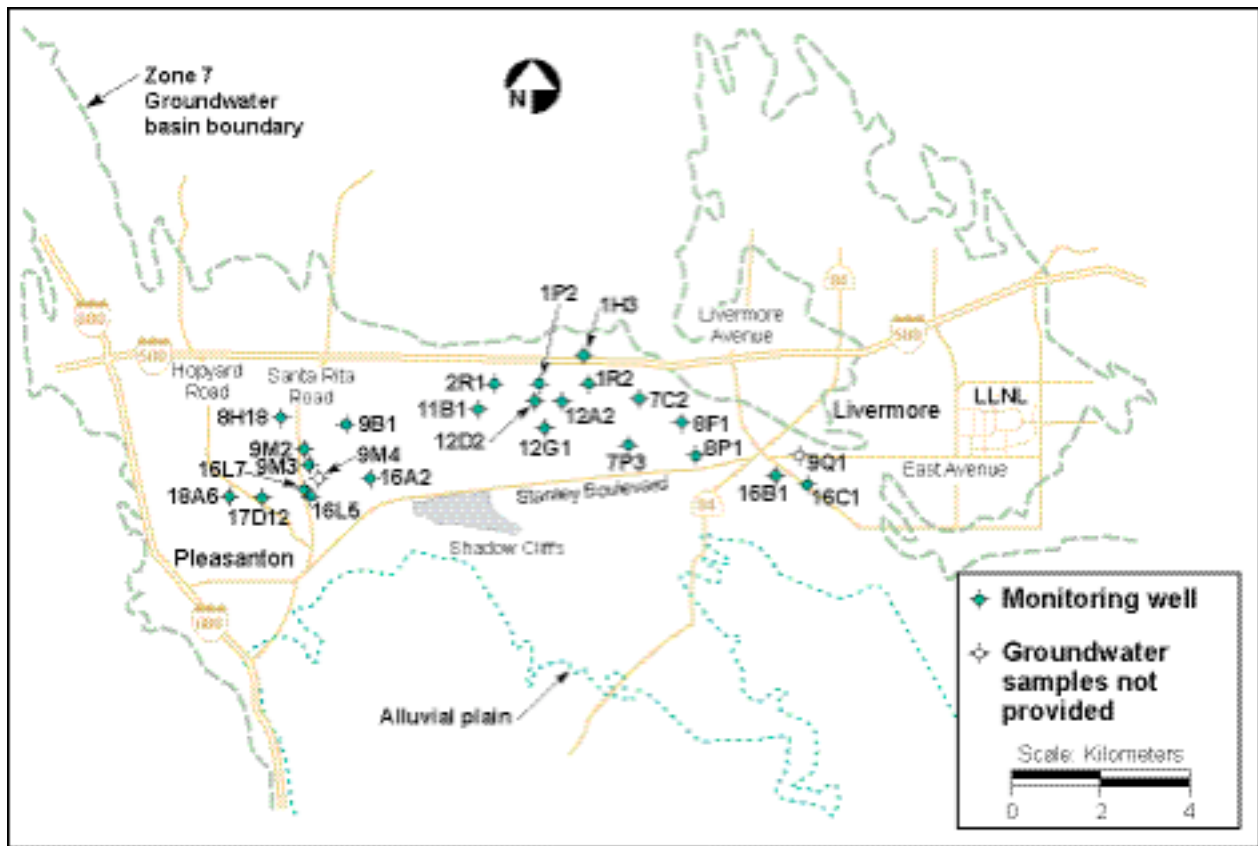 Zone 7
Groundwater
basin boundary
N
1P2
1H3
84
Livermore
Avenue
680
580
580
Hopyard
Road
Santa Rita
Road
2R1
1R2
7C2
LLNL
8H18
11B1
12A2
Livermore
9B1
8F1
12D2
12G1
9M2
9M4
7P3
8P1
9Q1
16L7
9M3
16A2
East Avenue
16B1
16C1
18A6
17D12
16L5
Stanley Boulevard
84
Pleasanton
Shadow Cliffs
680
Alluvial plain
Monitoring well
Groundwater
samples not
provided
Scale: Kilometers
0 2 4